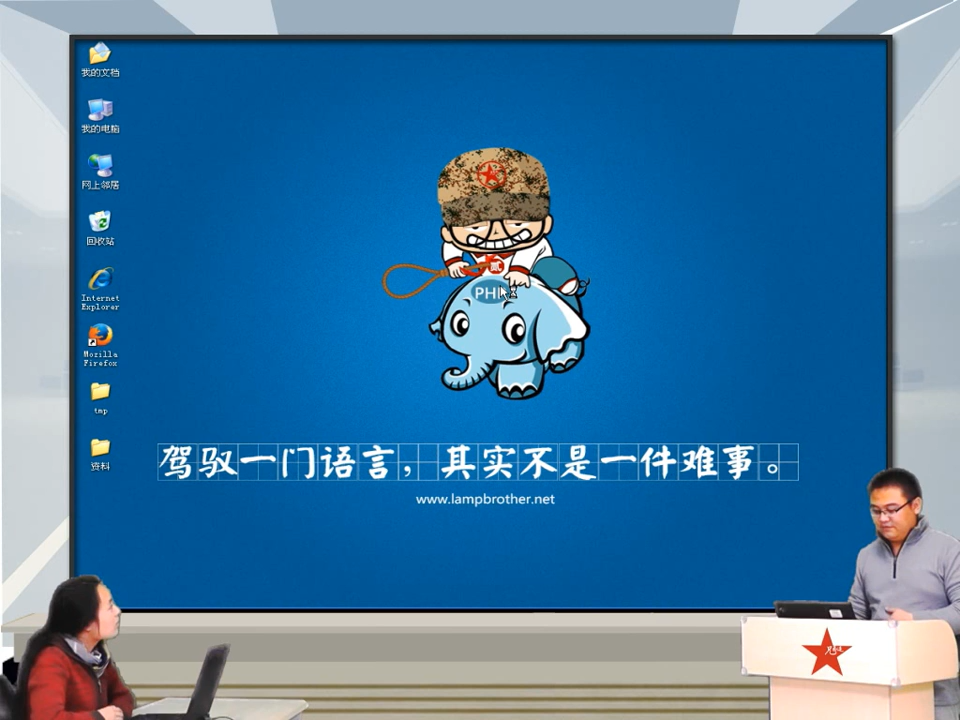 我的文档
我的电脑
网上邻居
回收站
Internet
Explorer
Mozilla
Firefox
tmp
资料
贰
PH
驾驭一门语言，其实不是一件难事。
www.lampbrother.net